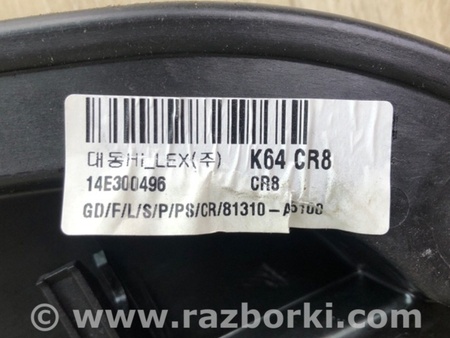 대동Hi_LEX(주) K64 CR8
14E300496 CR8
GD/F/L/S/P/PS/CR/81310-A5100
www.razborki.com